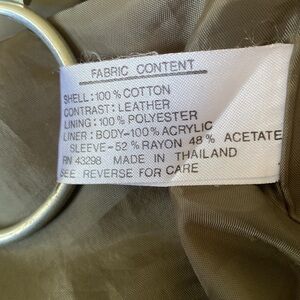 FABRIC CONTENT
SHELL: 100% COTTON
CONTRAST: LEATHER
LINING: 100% POLYESTER
LINER: BODY-100% ACRYLIC
SLEEVE-52% RAYON 48% ACETATE
RN 43298 MADE IN THAILAND
SEE REVERSE FOR CARE